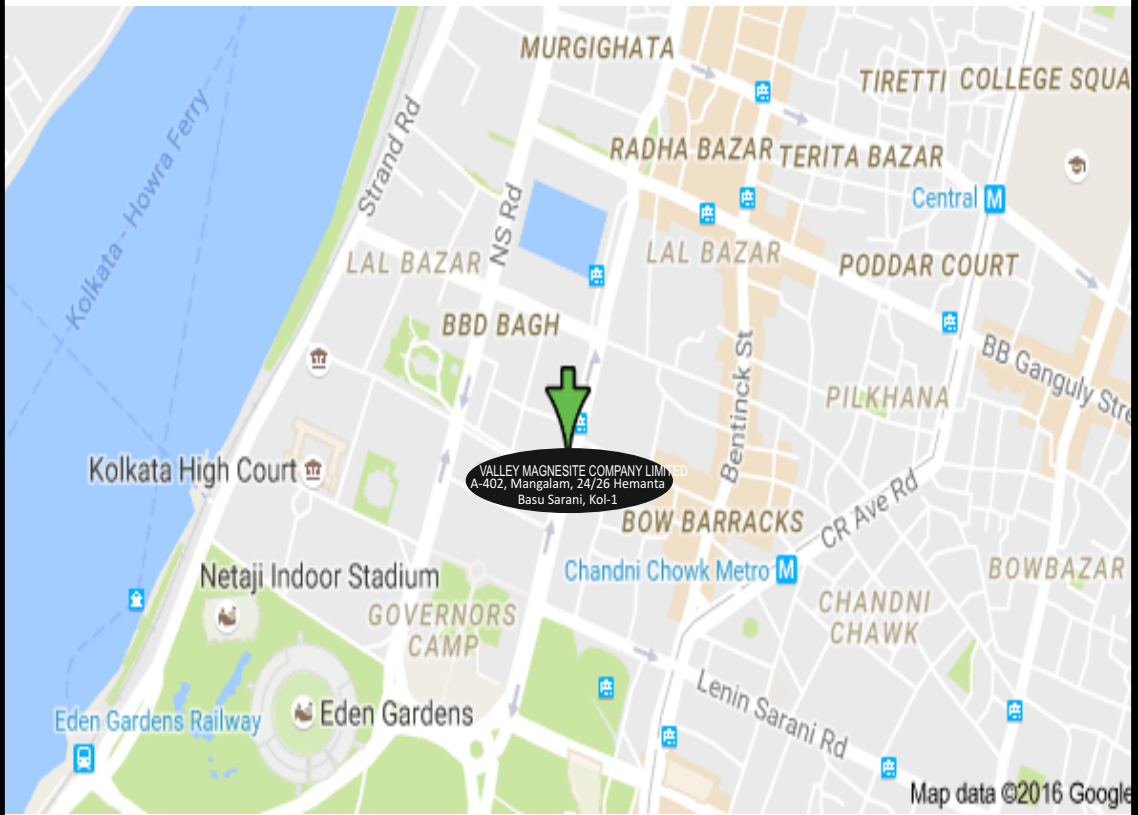 MURGIGHATA
TIRETTI
COLLEGE SQUA
Strand Rd
Kolkata - Howra Ferry
RADHA BAZAR
TERITA BAZAR
Central M
NS Rd
LAL BAZAR
LAL BAZAR
PODDAR COURT
BBD BAGH
BB Ganguly Stre
Bentinck St
PILKHANA
Kolkata High Court
VALLEY MAGNESITE COMPANY LIMITED
A-402, Mangalam, 24/26 Hemanta
Basu Sarani, Kol-1
BOW BARRACKS
CR Ave Rd
Chandni Chowk Metro M
BOWBAZAR
Netaji Indoor Stadium
GOVERNORS
CAMP
CHANDNI
CHAWK
Lenin Sarani Rd
Eden Gardens Railway
Eden Gardens
Map data ©2016 Google